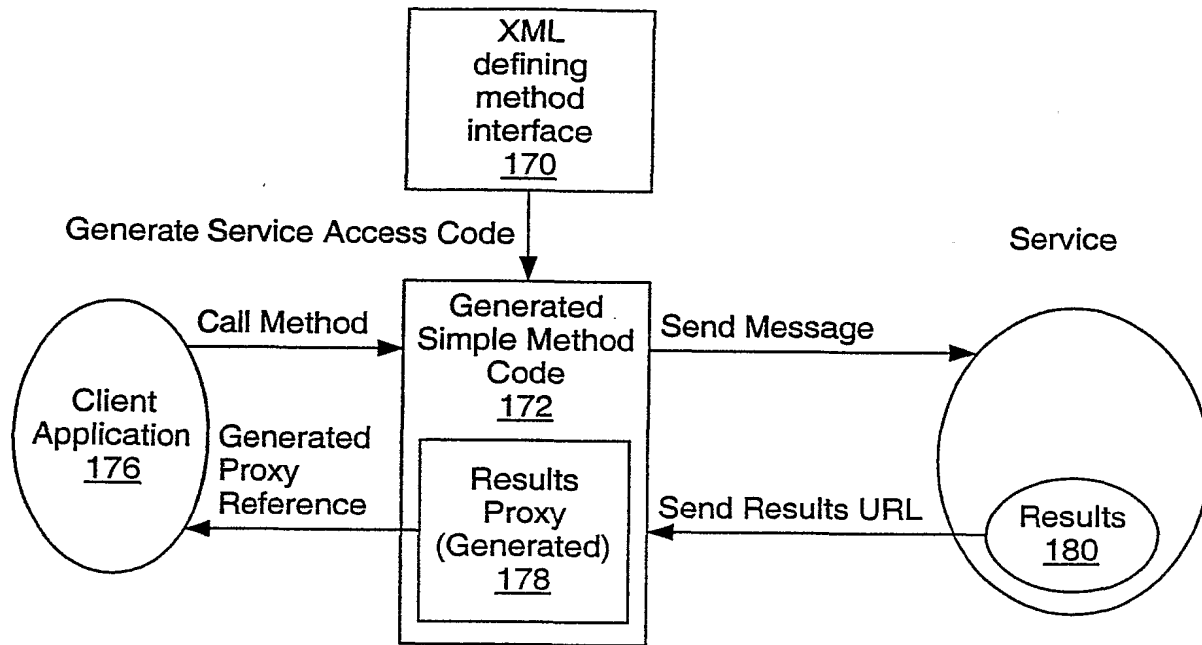 XML
defining
method
interface
170
Generate Service Access Code
Service
Call Method
Generated
Simple Method
Code
172
Send Message
Client
Application
176
Generated
Proxy
Reference
Results
Proxy
(Generated)
178
Send Results URL
Results
180